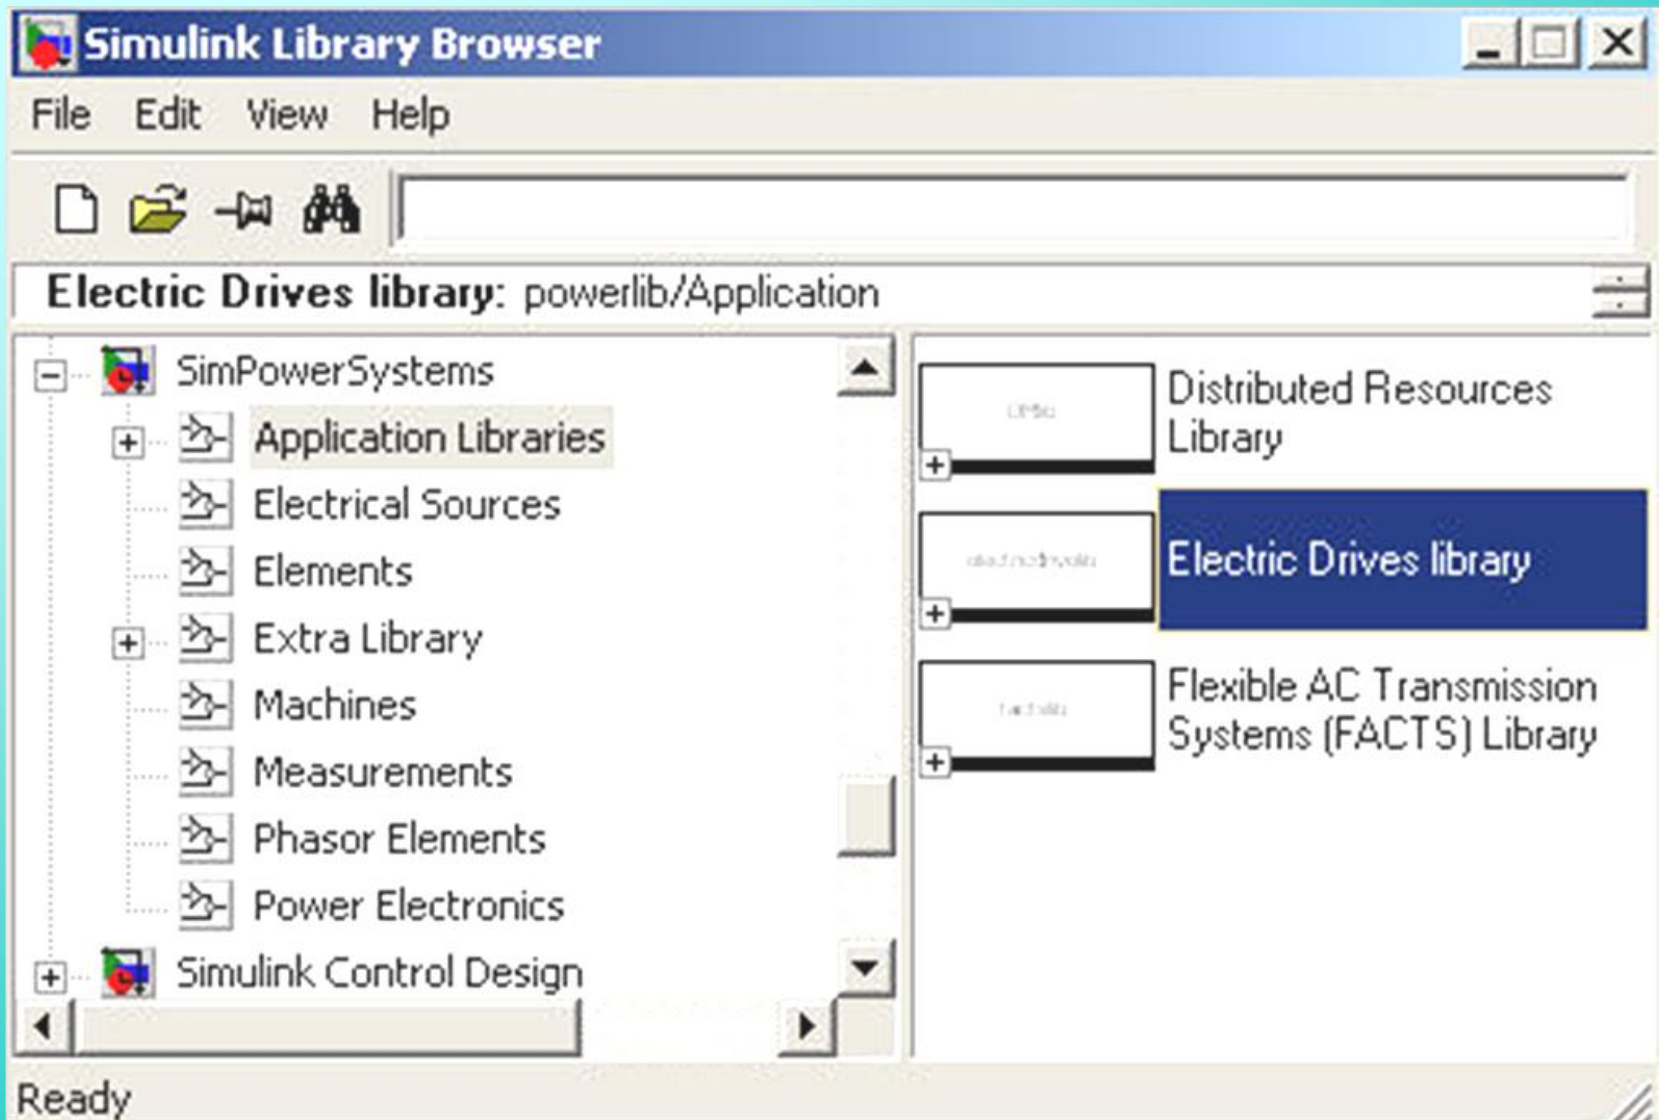 Simulink Library Browser
File Edit View Help
Electric Drives library: powerlib/Application
SimPowerSystems
Application Libraries
Electrical Sources
Elements
Extra Library
Machines
Measurements
Phasor Elements
Power Electronics
Simulink Control Design
Distributed Resources
Library
Electric Drives library
Flexible AC Transmission
Systems (FACTS) Library
Ready